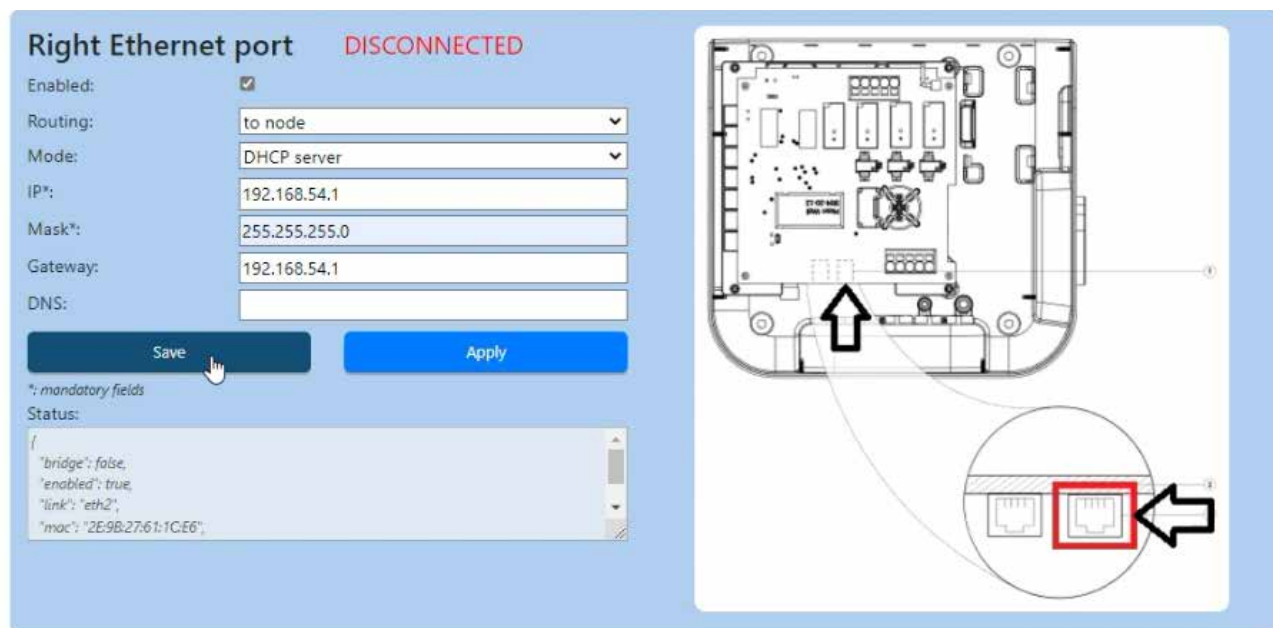 Right Ethernet port DISCONNECTED
Enabled:
Routing: to node
Mode: DHCP server
IP*: 192.168.54.1
Mask*: 255.255.255.0
Gateway: 192.168.54.1
DNS:
Save Apply
*: mandatory fields
Status:
{
"bridge": false,
"enabled": true,
"link": "eth2",
"mac": "2E:9B:27:61:1C:E6",